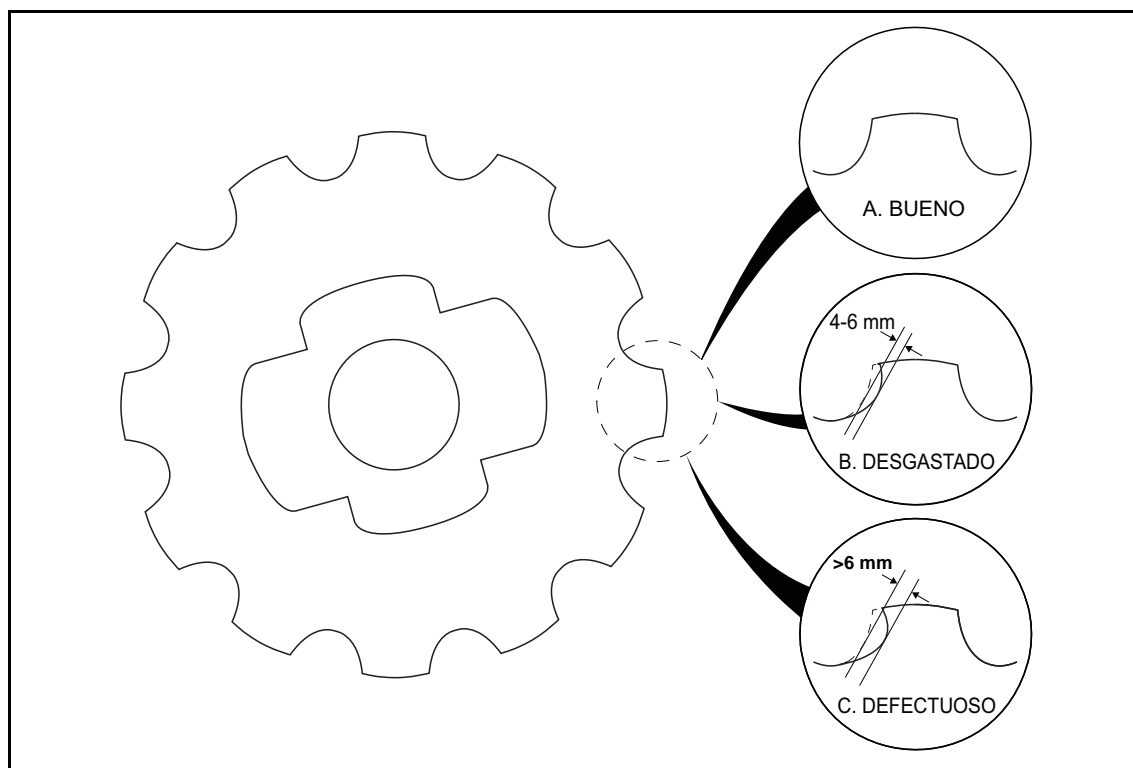 A. BUENO
4-6 mm
B. DESGASTADO
>6 mm
C. DEFECTUOSO